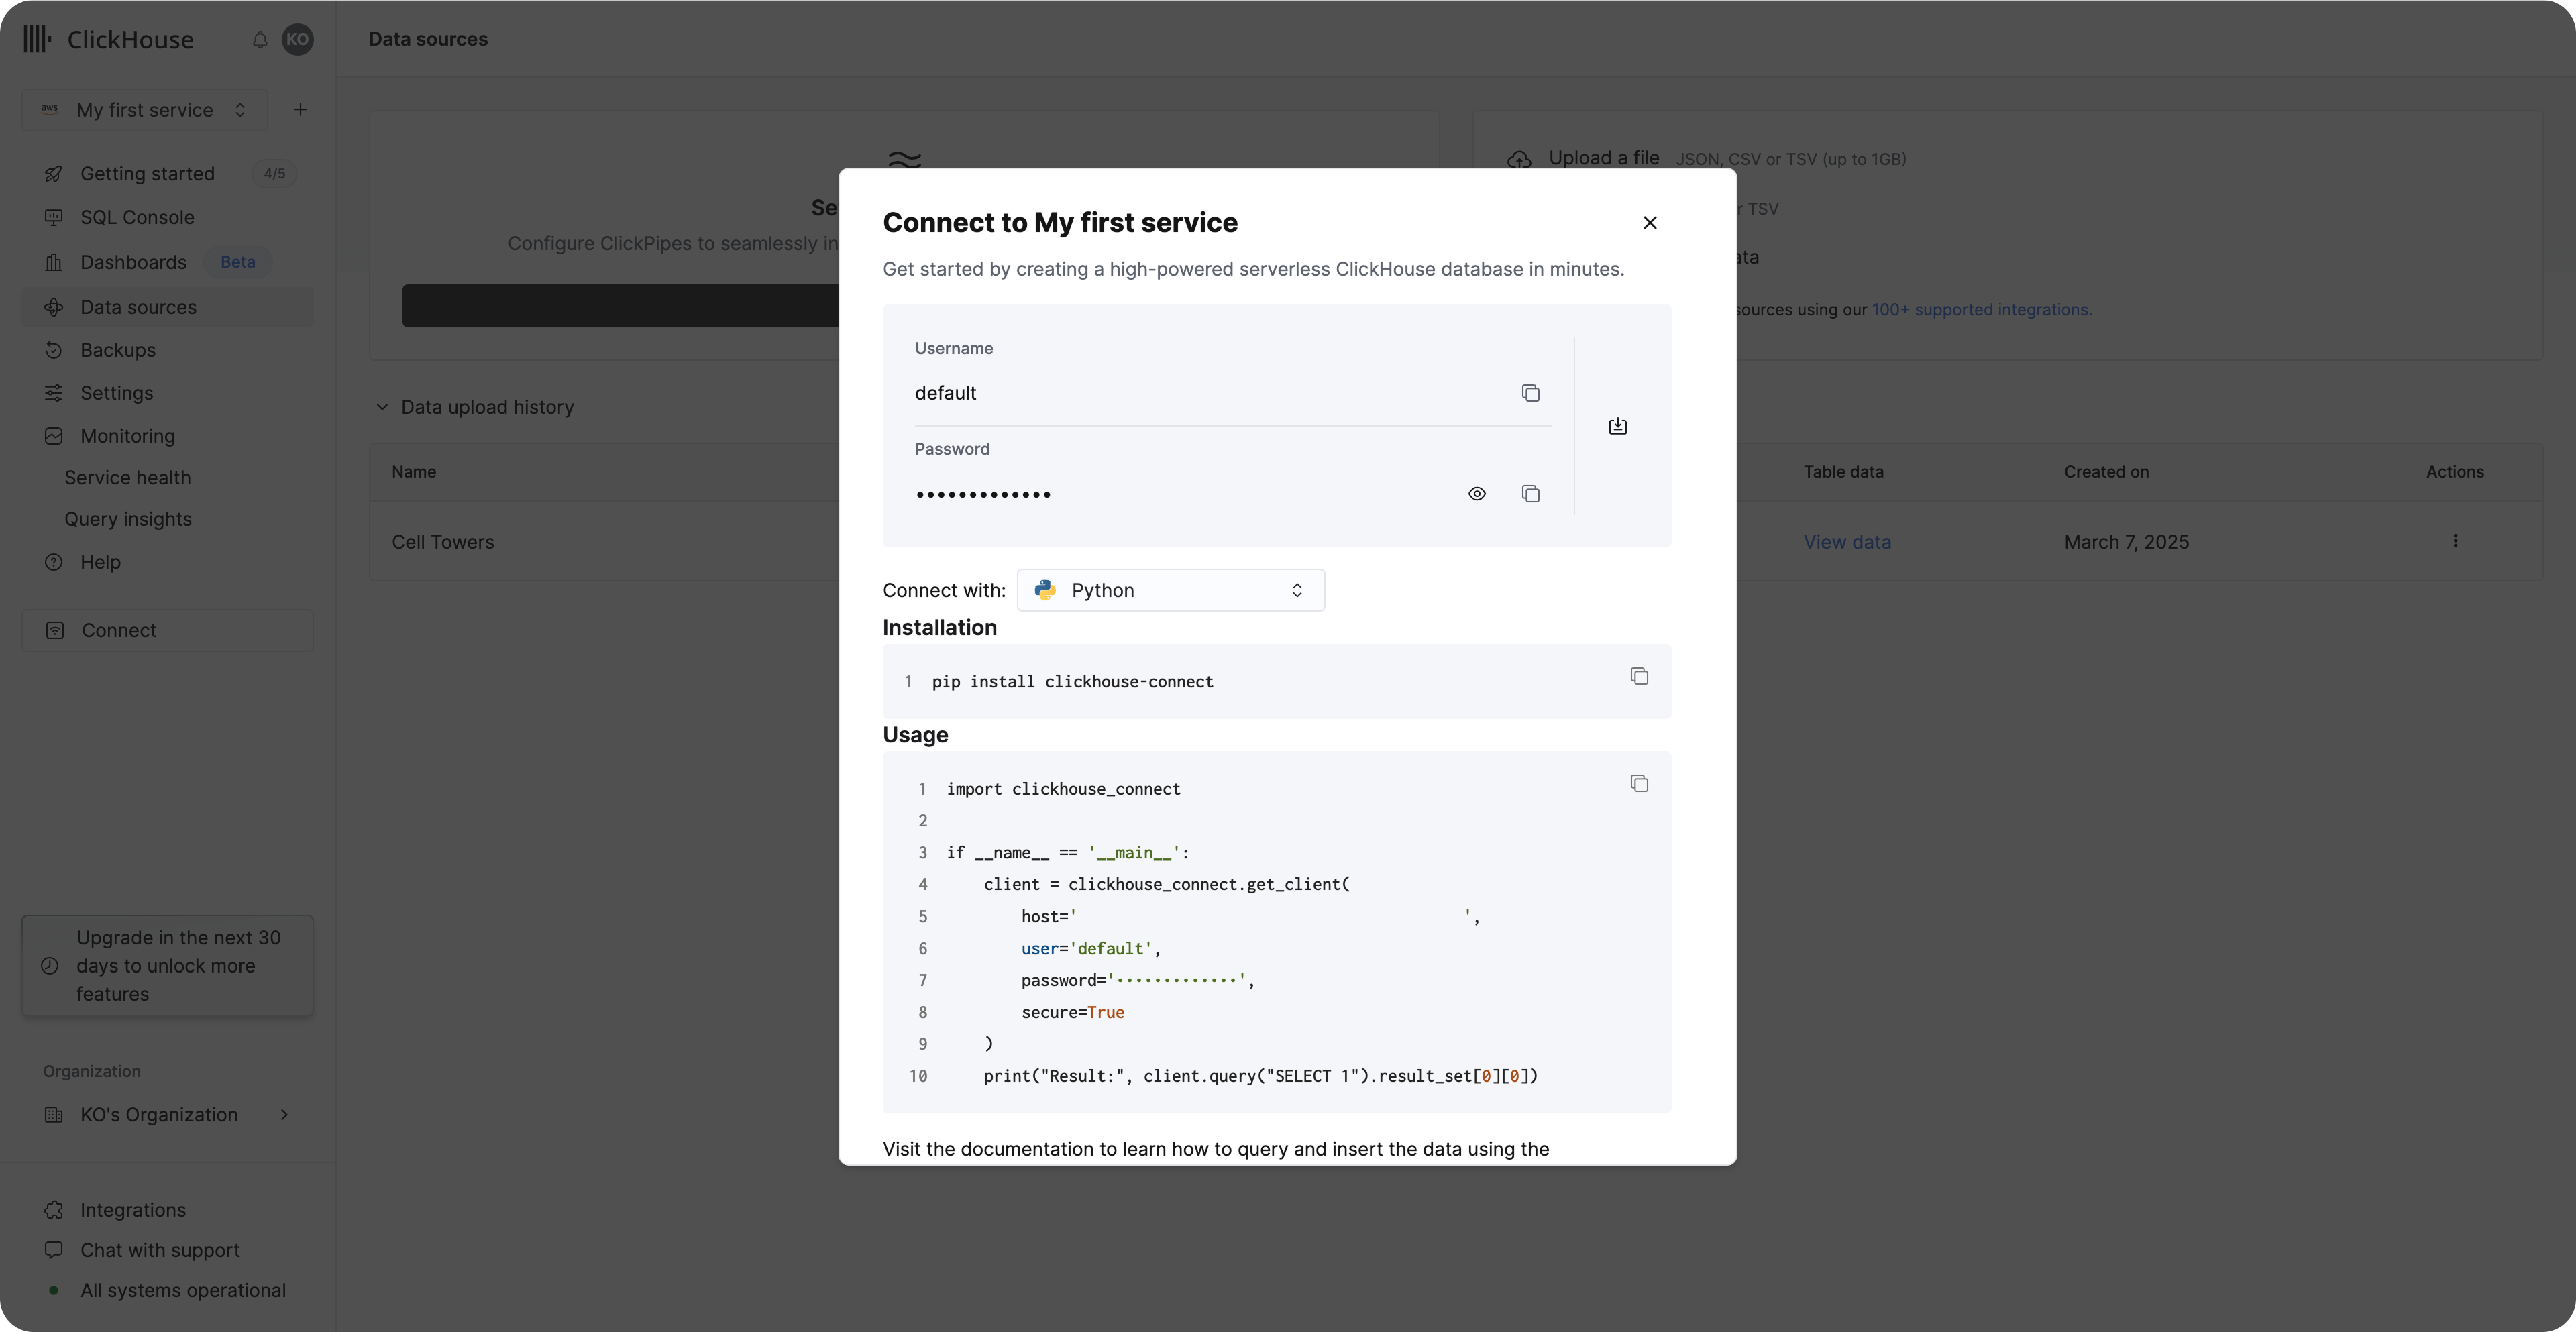 ClickHouse
KO
aws
My first service
Getting started
4/5
SQL Console
Dashboards
Beta
Data sources
Backups
Settings
Monitoring
Service health
Query insights
Help
Connect
Upgrade in the next 30
days to unlock more
features
Organization
KO's Organization
Integrations
Chat with support
All systems operational
Data sources
Se
Configure ClickPipes to seamlessly in
Upload a file JSON, CSV or TSV (up to 1GB)
r TSV
ata
sources using our 100+ supported integrations.
Data upload history
Name
Table data
Created on
Actions
Cell Towers
View data
March 7, 2025
Connect to My first service
Get started by creating a high-powered serverless ClickHouse database in minutes.
Username
default
Password
•••••••••••••
Connect with:
Python
Installation
1 pip install clickhouse-connect
Usage
1 import clickhouse_connect
2
3 if __name__ == '__main__':
4     client = clickhouse_connect.get_client(
5         host='                                         ',
6         user='default',
7         password='•••••••••••••',
8         secure=True
9     )
10     print("Result:", client.query("SELECT 1").result_set[0][0])
Visit the documentation to learn how to query and insert the data using the